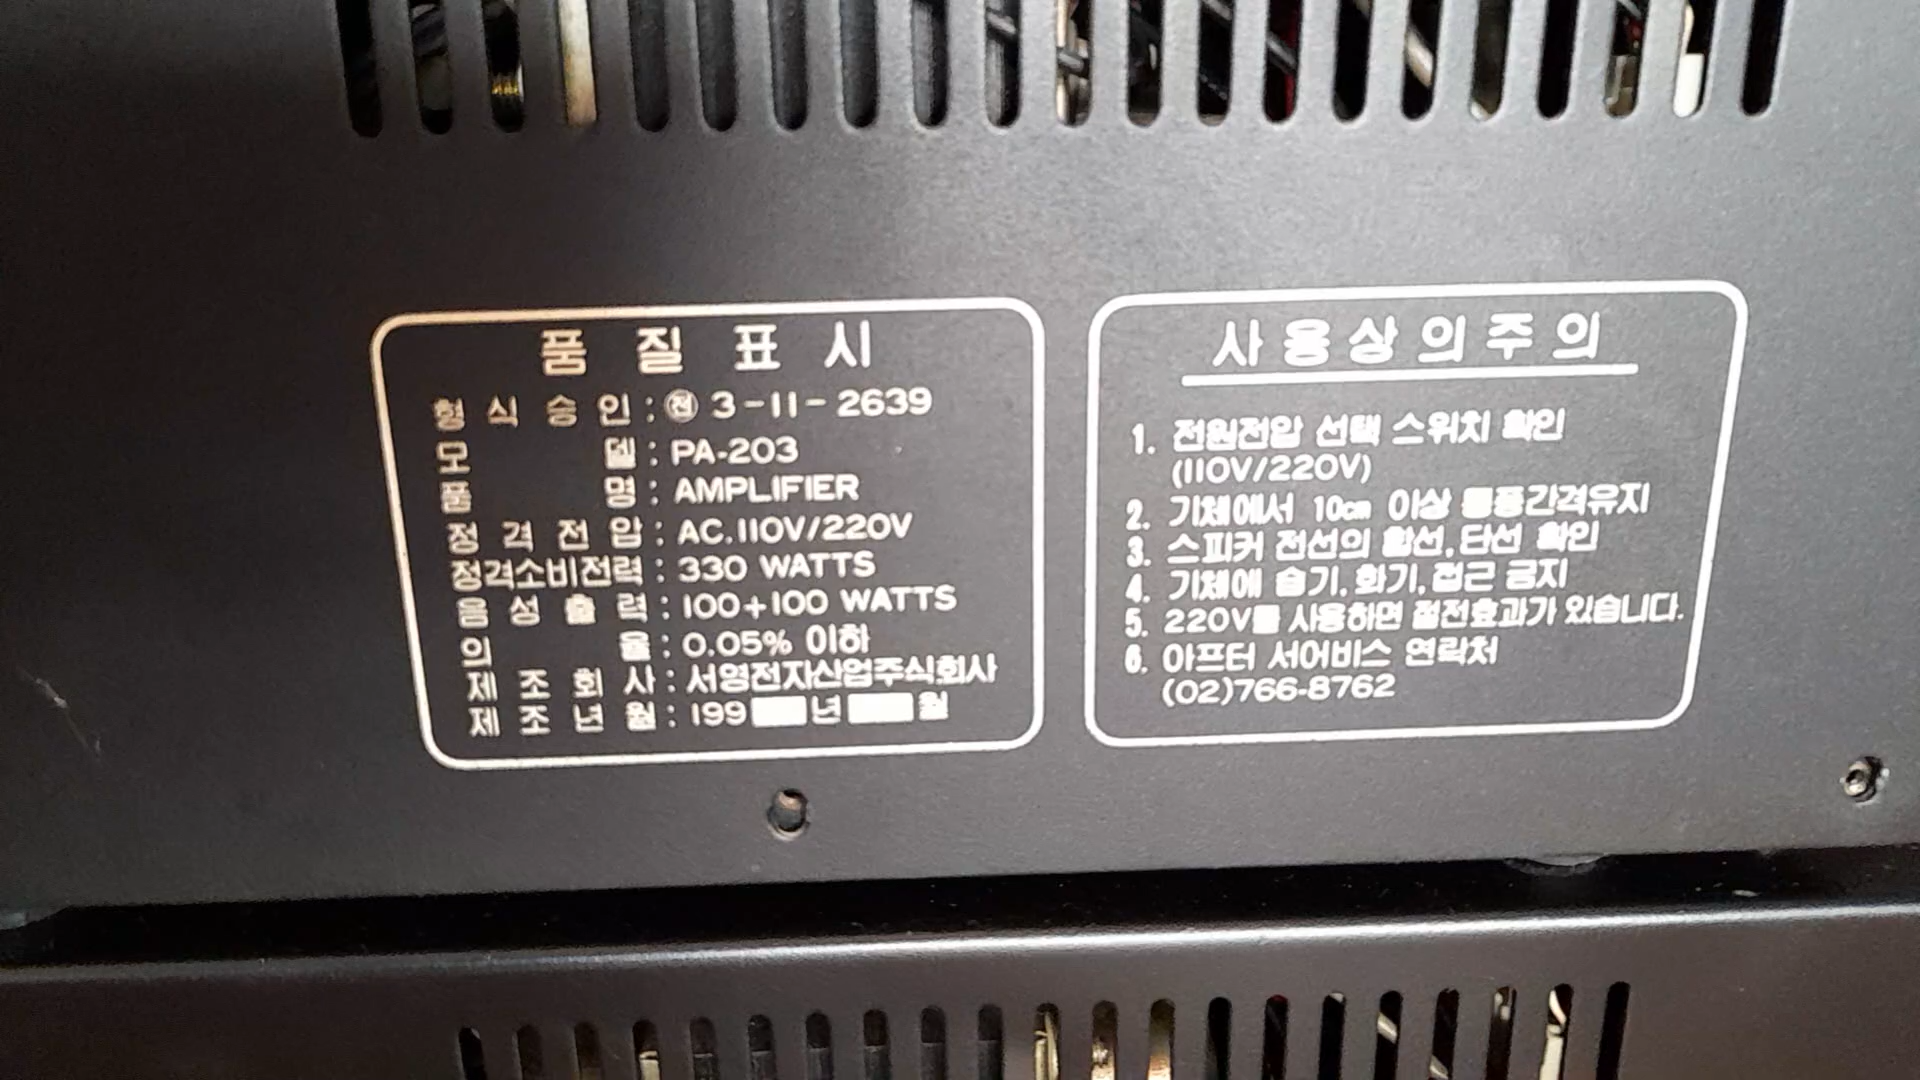 품 질 표 시
형 식 승 인 : ㉠ 3-11-2639
모 델 : PA-203
품 명 : AMPLIFIER
정 격 전 압 : AC.110V/220V
정격소비전력 : 330 WATTS
음 성 출 력 : 100+100 WATTS
의 율 : 0.05% 이하
제 조 회 사 : 서영전자산업주식회사
제 조 년 월 : 199 년 월
사용상의주의
1. 전원전압 선택 스위치 확인
(110V/220V)
2. 기체에서 10cm 이상 통풍간격유지
3. 스피커 전선의 합선, 단선 확인
4. 기체에 습기, 화기, 접근 금지
5. 220V를 사용하면 절전효과가 있습니다.
6. 아프터 서어비스 연락처
(02)766-8762